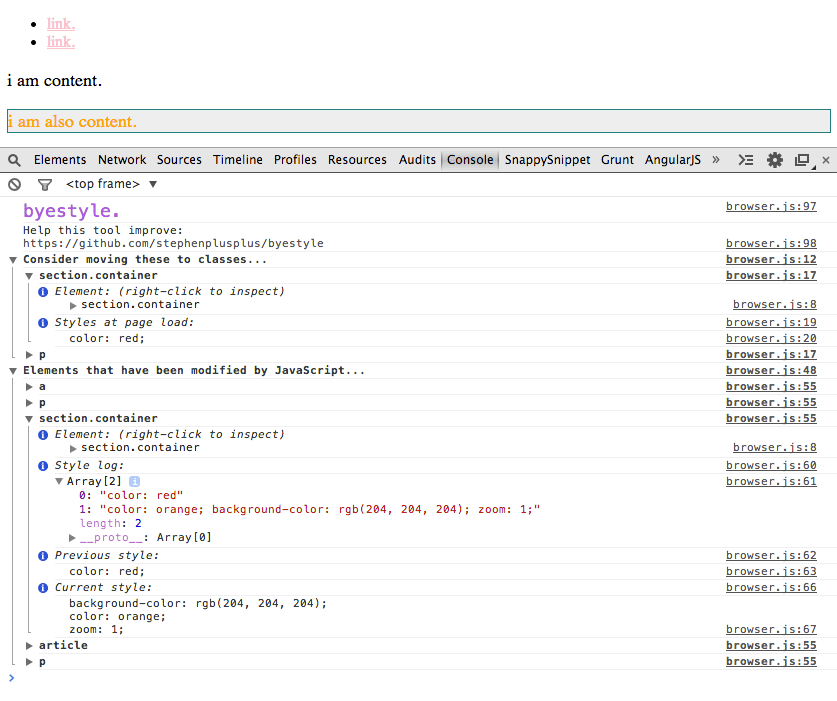 link.
link.
i am content.
i am also content.
Elements Network Sources Timeline Profiles Resources Audits Console SnappySnippet Grunt AngularJS »
<top frame> ▼
byestyle. browser.js:97
Help this tool improve:
https://github.com/stephenplusplus/byestyle browser.js:98
Consider moving these to classes... browser.js:12
section.container browser.js:17
Element: (right-click to inspect)
section.container browser.js:8
Styles at page load: browser.js:19
color: red; browser.js:20
p browser.js:17
Elements that have been modified by JavaScript... browser.js:48
a browser.js:55
p browser.js:55
section.container browser.js:55
Element: (right-click to inspect)
section.container browser.js:8
Style log: browser.js:60
Array[2] browser.js:61
0: "color: red"
1: "color: orange; background-color: rgb(204, 204, 204); zoom: 1;"
length: 2
__proto__: Array[0]
Previous style: browser.js:62
color: red; browser.js:63
Current style: browser.js:66
background-color: rgb(204, 204, 204);
color: orange;
zoom: 1; browser.js:67
article browser.js:55
p browser.js:55